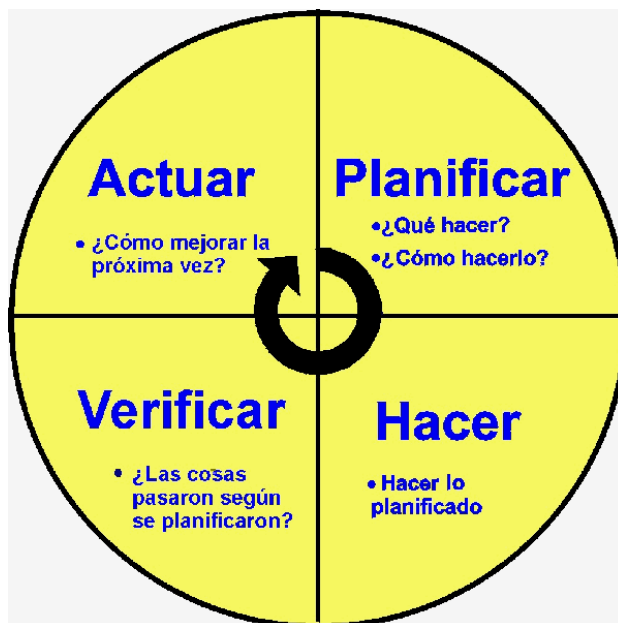 Actuar
• ¿Cómo mejorar la
próxima vez?
Planificar
•¿Qué hacer?
•¿Cómo hacerlo?
Verificar
• ¿Las cosas
pasaron según
se planificaron?
Hacer
• Hacer lo
planificado